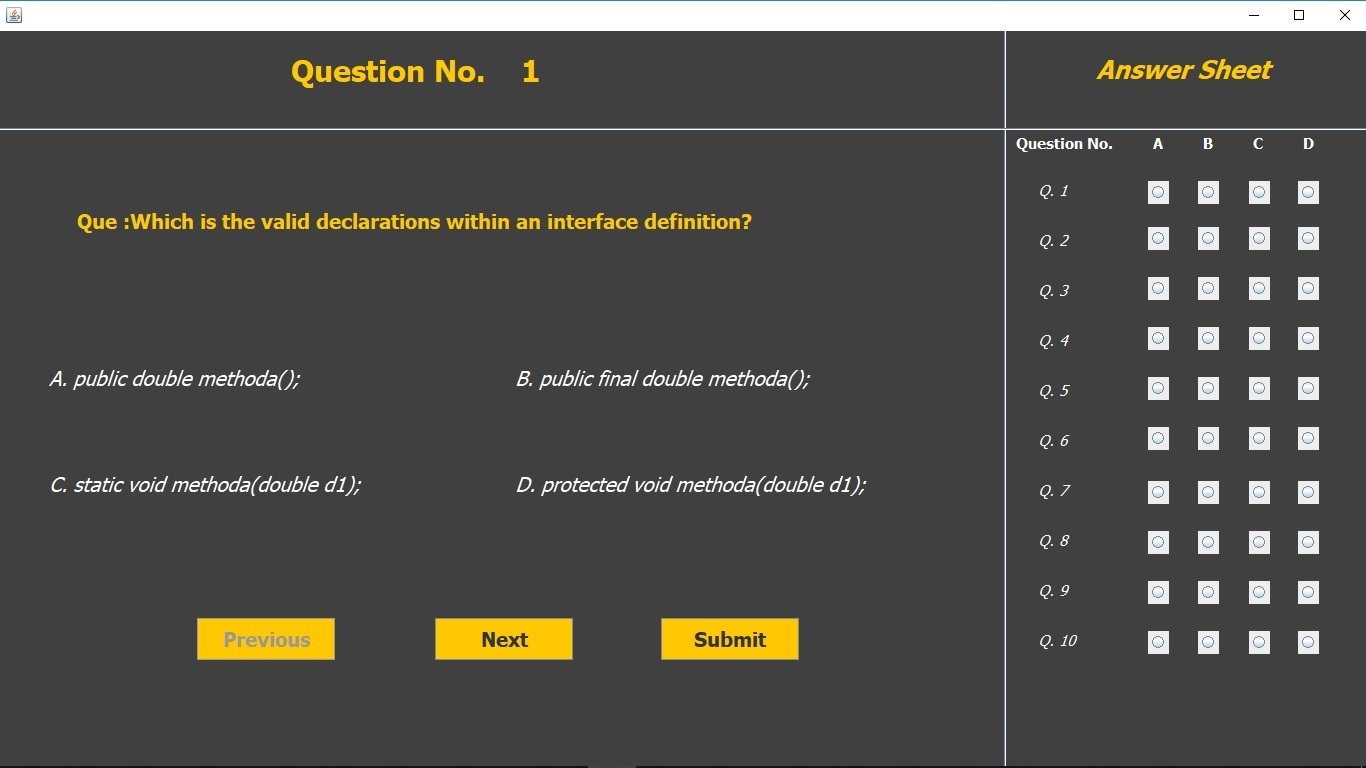 Question No. 1
Que :Which is the valid declarations within an interface definition?
A. public double methoda();
B. public final double methoda();
C. static void methoda(double d1);
D. protected void methoda(double d1);
Previous
Next
Submit
Answer Sheet
Question No. A B C D
Q. 1
Q. 2
Q. 3
Q. 4
Q. 5
Q. 6
Q. 7
Q. 8
Q. 9
Q. 10